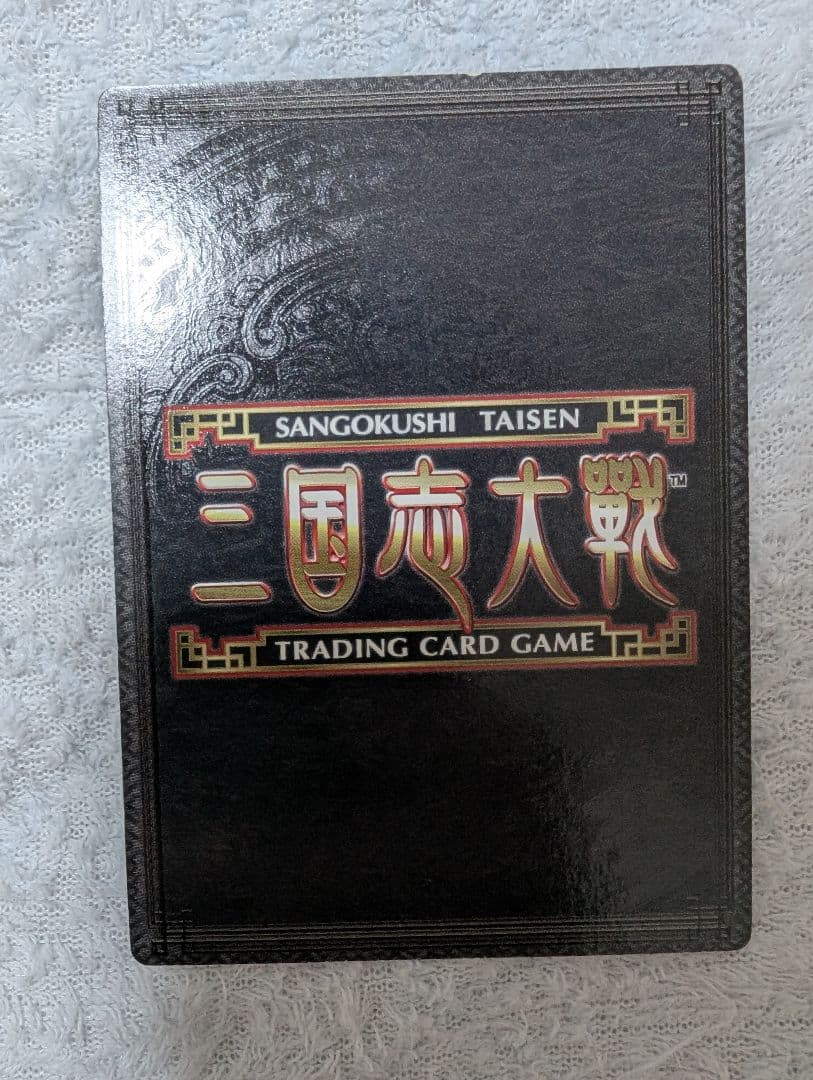 SANGOKUSHI TAISEN
三国志大戦™
TRADING CARD GAME